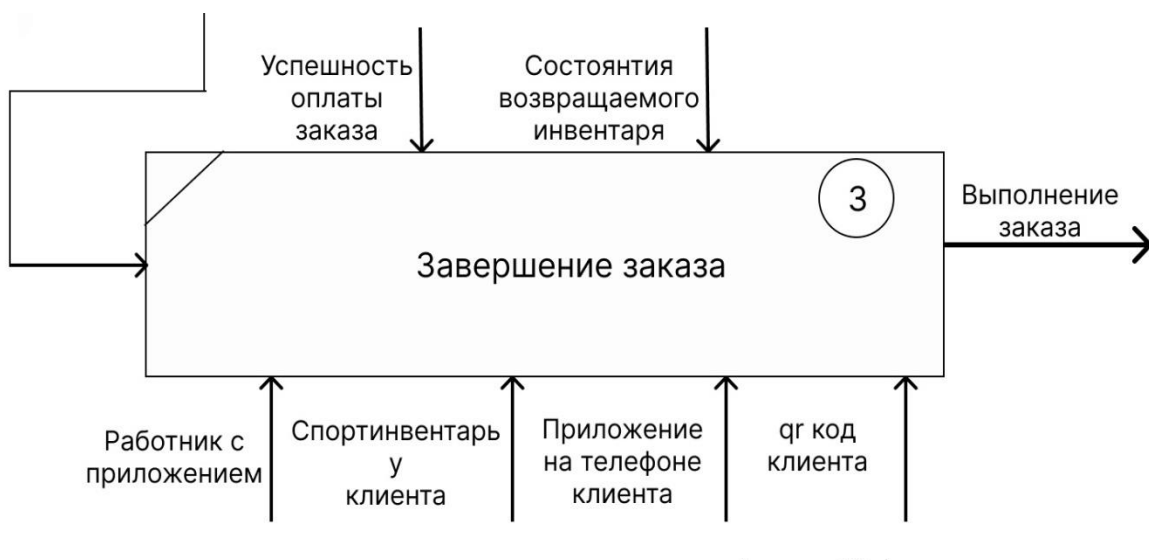 Успешность
оплаты
заказа
Состоянтия
возвращаемого
инвентаря
3
Выполнение
заказа
Завершение заказа
Работник с
приложением
Спортинвентарь
у
клиента
Приложение
на телефоне
клиента
qr код
клиента